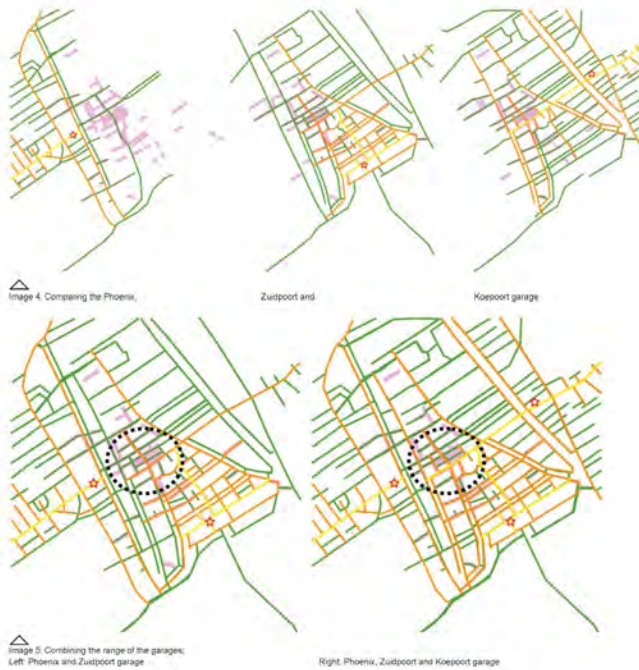 Image 4. Comparing the Phoenix,
Zuidpoort and
Koepoort garage
Image 5. Combining the range of the garages;
Left: Phoenix and Zuidpoort garage
Right: Phoenix, Zuidpoort and Koepoort garage